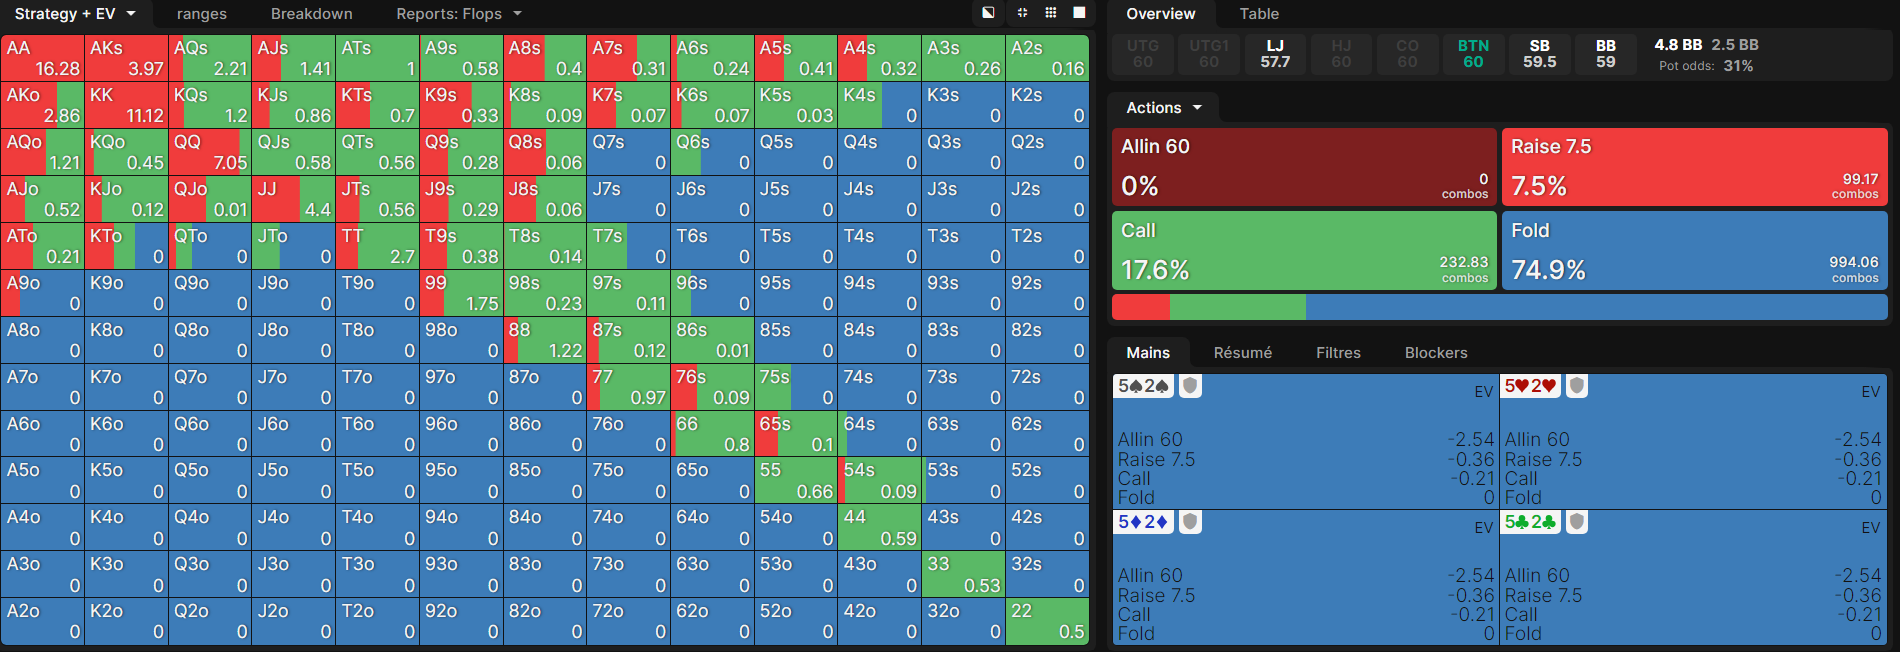 Strategy + EV ranges Breakdown Reports: Flops
AA 16.28 AKs 3.97 AQs 2.21 AJs 1.41 ATs 1 A9s 0.58 A8s 0.4 A7s 0.31 A6s 0.24 A5s 0.41 A4s 0.32 A3s 0.26 A2s 0.16
AKo 2.86 KK 11.12 KQs 1.2 KJs 0.86 KTs 0.7 K9s 0.33 K8s 0.09 K7s 0.07 K6s 0.07 K5s 0.03 K4s 0 K3s 0 K2s 0
AQo 1.21 KQo 0.45 QQ 7.05 QJs 0.58 QTs 0.56 Q9s 0.28 Q8s 0.06 Q7s 0 Q6s 0 Q5s 0 Q4s 0 Q3s 0 Q2s 0
AJo 0.52 KJo 0.12 QJo 0.01 JJ 4.4 JTs 0.56 J9s 0.29 J8s 0.06 J7s 0 J6s 0 J5s 0 J4s 0 J3s 0 J2s 0
ATo 0.21 KTo 0 QTo 0 JTo 0 TT 2.7 T9s 0.38 T8s 0.14 T7s 0 T6s 0 T5s 0 T4s 0 T3s 0 T2s 0
A9o 0 K9o 0 Q9o 0 J9o 0 T9o 0 99 1.75 98s 0.23 97s 0.11 96s 0 95s 0 94s 0 93s 0 92s 0
A8o 0 K8o 0 Q8o 0 J8o 0 T8o 0 98o 0 88 1.22 87s 0.12 86s 0.01 85s 0 84s 0 83s 0 82s 0
A7o 0 K7o 0 Q7o 0 J7o 0 T7o 0 97o 0 87o 0 77 0.97 76s 0.09 75s 0 74s 0 73s 0 72s 0
A6o 0 K6o 0 Q6o 0 J6o 0 T6o 0 96o 0 86o 0 76o 0 66 0.8 65s 0.1 64s 0 63s 0 62s 0
A5o 0 K5o 0 Q5o 0 J5o 0 T5o 0 95o 0 85o 0 75o 0 65o 0 55 0.66 54s 0.09 53s 0 52s 0
A4o 0 K4o 0 Q4o 0 J4o 0 T4o 0 94o 0 84o 0 74o 0 64o 0 54o 0 44 0.59 43s 0 42s 0
A3o 0 K3o 0 Q3o 0 J3o 0 T3o 0 93o 0 83o 0 73o 0 63o 0 53o 0 43o 0 33 0.53 32s 0
A2o 0 K2o 0 Q2o 0 J2o 0 T2o 0 92o 0 82o 0 72o 0 62o 0 52o 0 42o 0 32o 0 22 0.5
Overview Table
UTG UTG1 LJ HJ CO BTN SB BB 4.8 BB 2.5 BB
60 60 57.7 60 60 60 59.5 59 Pot odds: 31%
Actions
Allin 60 Raise 7.5
0% 0 combos 7.5% 99.17 combos
Call Fold
17.6% 232.83 combos 74.9% 994.06 combos
Mains Résumé Filtres Blockers
5♠2♠ EV 5♥2♥ EV
Allin 60 -2.54 Allin 60 -2.54
Raise 7.5 -0.36 Raise 7.5 -0.36
Call -0.21 Call -0.21
Fold 0 Fold 0
5♦2♦ EV 5♣2♣ EV
Allin 60 -2.54 Allin 60 -2.54
Raise 7.5 -0.36 Raise 7.5 -0.36
Call -0.21 Call -0.21
Fold 0 Fold 0